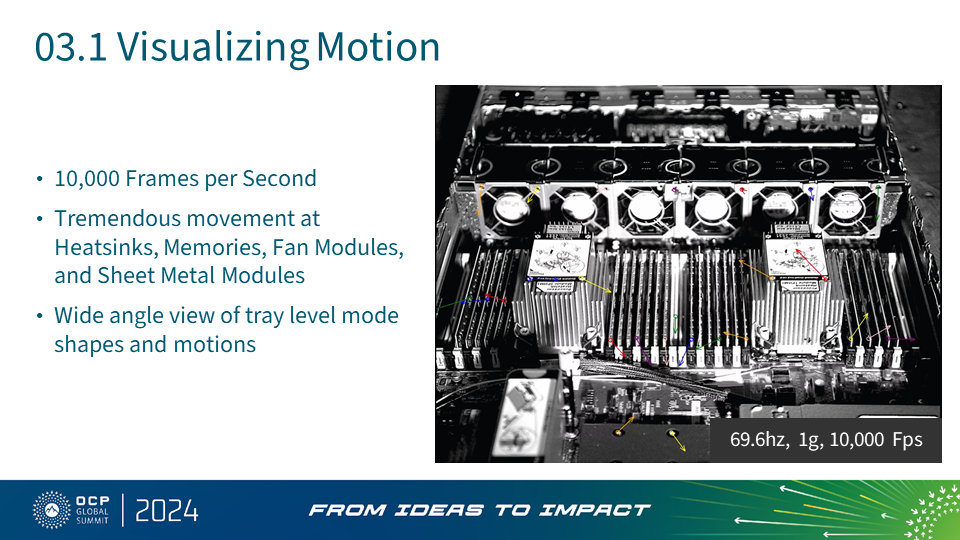 03.1 Visualizing Motion
• 10,000 Frames per Second
• Tremendous movement at
Heatsinks, Memories, Fan Modules,
and Sheet Metal Modules
• Wide angle view of tray level mode
shapes and motions
69.6hz, 1g, 10,000 Fps
OCP
GLOBAL
SUMMIT
2024
FROM IDEAS TO IMPACT